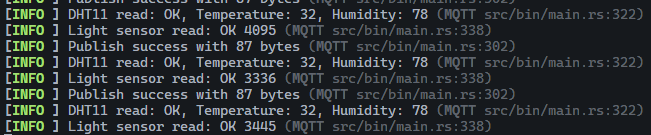 [INFO ] Publish success with 87 bytes (MQTT src/bin/main.rs:302)
[INFO ] DHT11 read: OK, Temperature: 32, Humidity: 78 (MQTT src/bin/main.rs:322)
[INFO ] Light sensor read: OK 4095 (MQTT src/bin/main.rs:338)
[INFO ] Publish success with 87 bytes (MQTT src/bin/main.rs:302)
[INFO ] DHT11 read: OK, Temperature: 32, Humidity: 78 (MQTT src/bin/main.rs:322)
[INFO ] Light sensor read: OK 3336 (MQTT src/bin/main.rs:338)
[INFO ] Publish success with 87 bytes (MQTT src/bin/main.rs:302)
[INFO ] DHT11 read: OK, Temperature: 32, Humidity: 78 (MQTT src/bin/main.rs:322)
[INFO ] Light sensor read: OK 3445 (MQTT src/bin/main.rs:338)